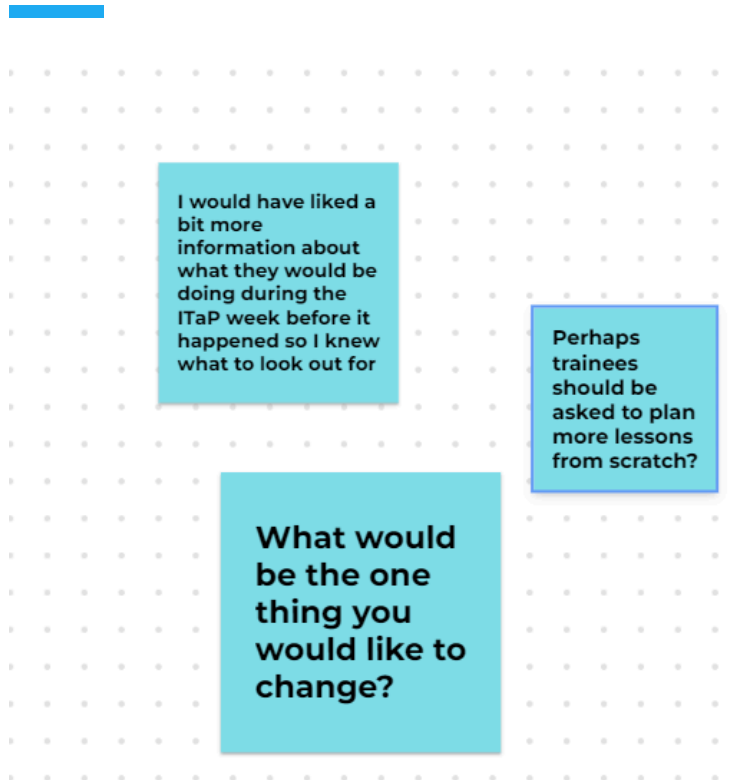 I would have liked a
bit more
information about
what they would be
doing during the
ITaP week before it
happened so I knew
what to look out for
Perhaps
trainees
should be
asked to plan
more lessons
from scratch?
What would
be the one
thing you
would like to
change?